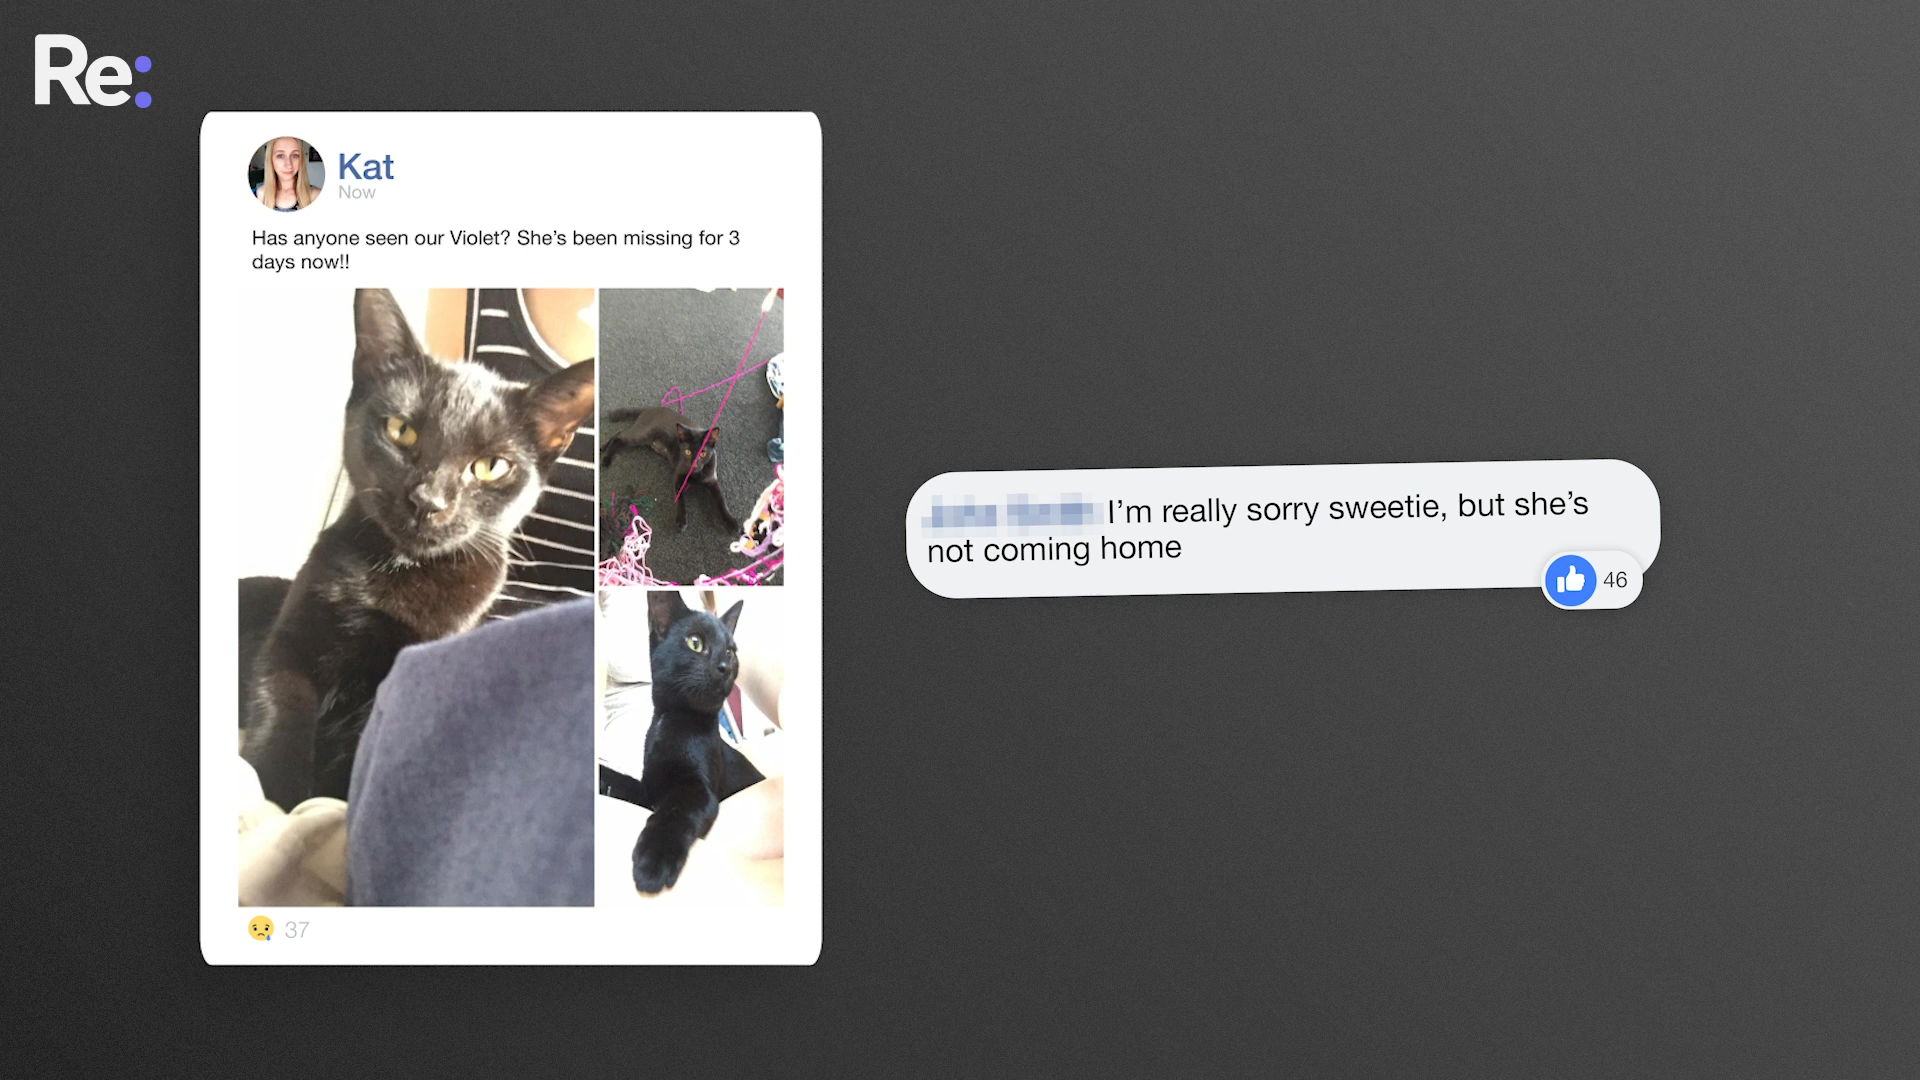 Re:
Kat
Now
Has anyone seen our Violet? She’s been missing for 3
days now!!
37
I’m really sorry sweetie, but she’s
not coming home
46